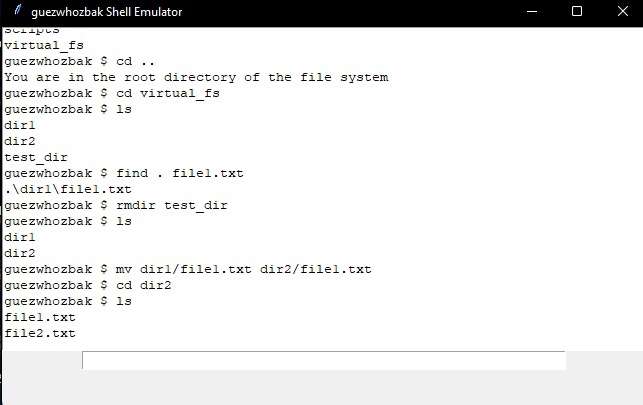 guezwhozbak Shell Emulator
scripts
virtual_fs
guezwhozbak $ cd ..
You are in the root directory of the file system
guezwhozbak $ cd virtual_fs
guezwhozbak $ ls
dir1
dir2
test_dir
guezwhozbak $ find . file1.txt
.\dir1\file1.txt
guezwhozbak $ rmdir test_dir
guezwhozbak $ ls
dir1
dir2
guezwhozbak $ mv dir1/file1.txt dir2/file1.txt
guezwhozbak $ cd dir2
guezwhozbak $ ls
file1.txt
file2.txt